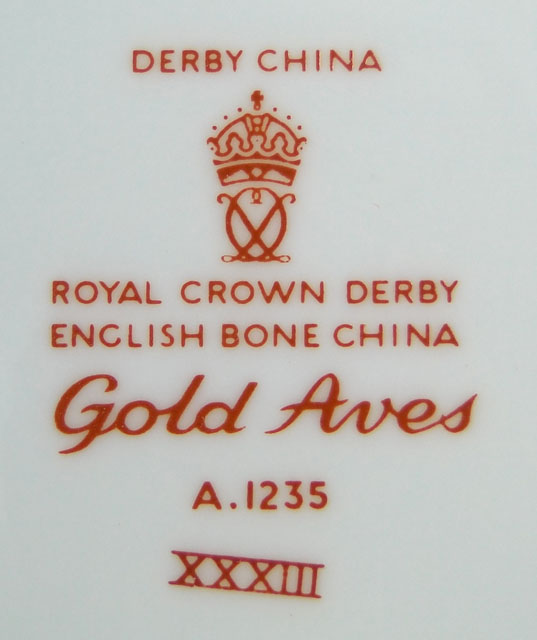 DERBY CHINA
ROYAL CROWN DERBY
ENGLISH BONE CHINA
Gold Aves
A.1235
XXXIII